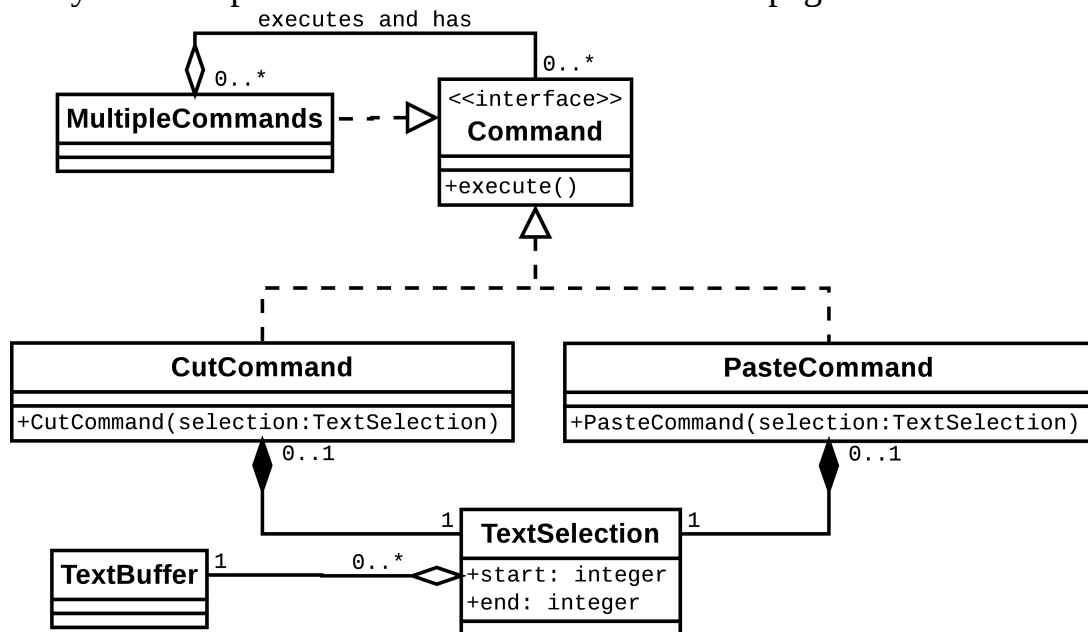 executes and has
0..*
0..*
MultipleCommands
<<interface>>
Command
+execute()
CutCommand
+CutCommand(selection:TextSelection)
0..1
PasteCommand
+PasteCommand(selection:TextSelection)
0..1
1
TextSelection
1
+start: integer
+end: integer
TextBuffer
1
0..*